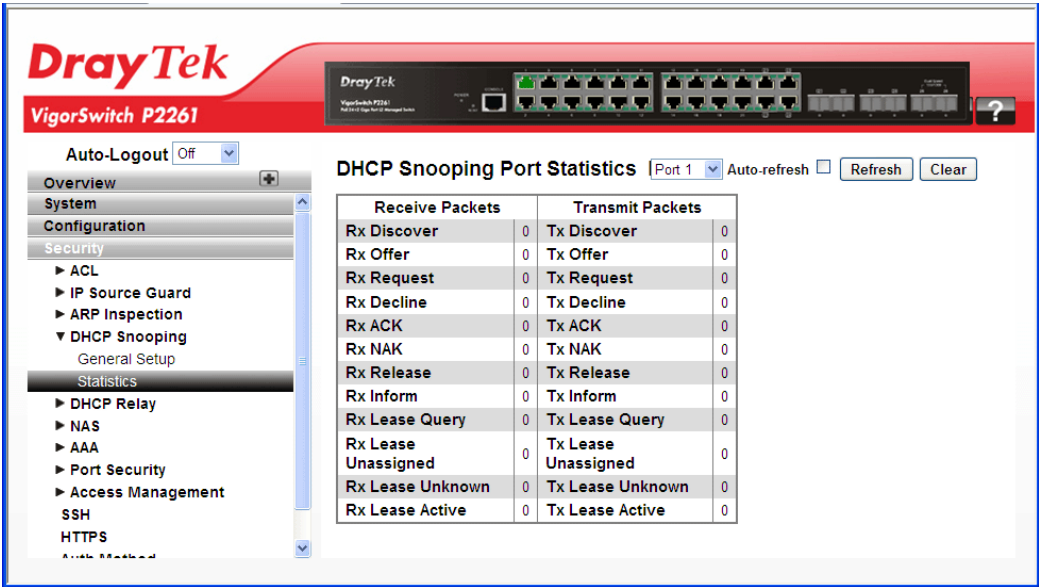 DrayTek
VigorSwitch P2261
DrayTek
VigorSwitch P2261
POWER
CONSOLE
?
Auto-Logout Off
Overview
System
Configuration
Security
ACL
IP Source Guard
ARP Inspection
DHCP Snooping
General Setup
Statistics
DHCP Relay
NAS
AAA
Port Security
Access Management
SSH
HTTPS
Auth Method
DHCP Snooping Port Statistics Port 1 Auto-refresh Refresh Clear
Receive Packets Transmit Packets
Rx Discover 0 Tx Discover 0
Rx Offer 0 Tx Offer 0
Rx Request 0 Tx Request 0
Rx Decline 0 Tx Decline 0
Rx ACK 0 Tx ACK 0
Rx NAK 0 Tx NAK 0
Rx Release 0 Tx Release 0
Rx Inform 0 Tx Inform 0
Rx Lease Query 0 Tx Lease Query 0
Rx Lease Unassigned 0 Tx Lease Unassigned 0
Rx Lease Unknown 0 Tx Lease Unknown 0
Rx Lease Active 0 Tx Lease Active 0